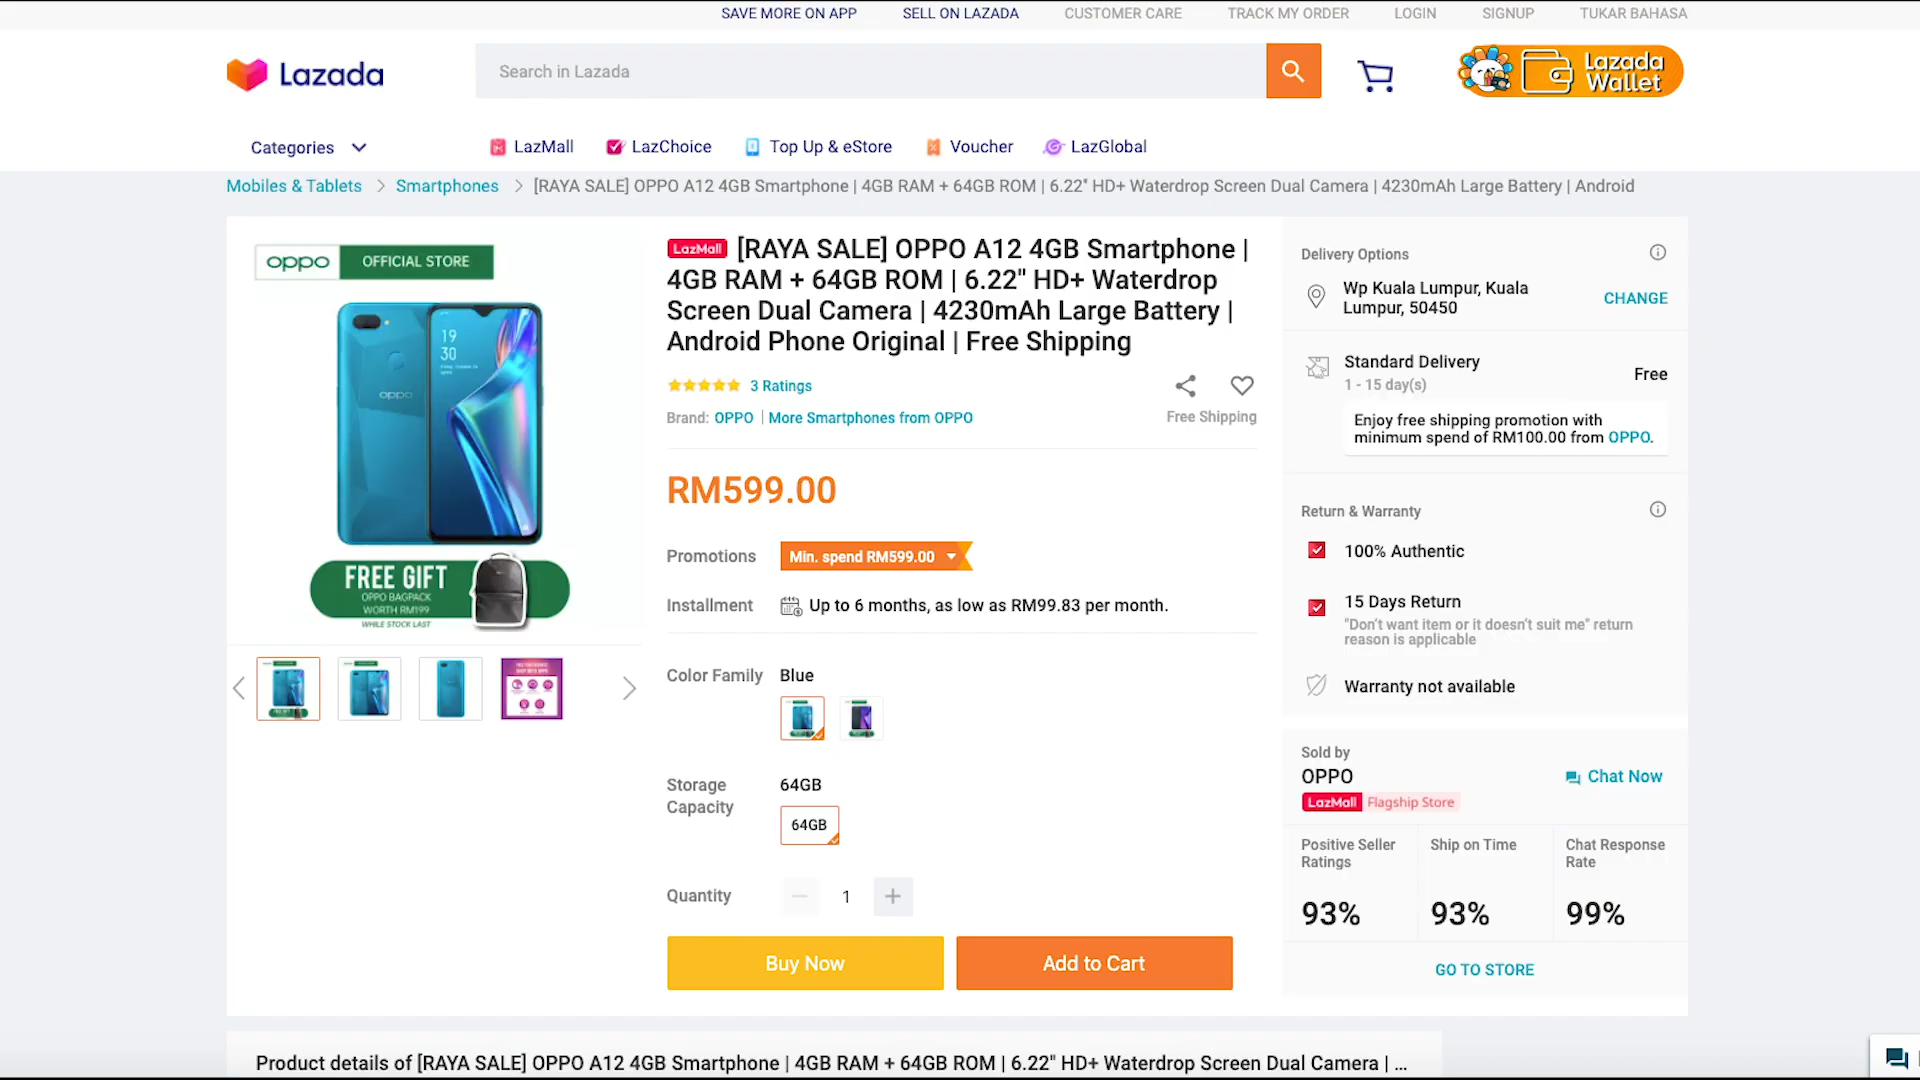 SAVE MORE ON APP
SELL ON LAZADA
CUSTOMER CARE
TRACK MY ORDER
LOGIN
SIGNUP
TUKAR BAHASA
Lazada
Search in Lazada
Lazada
Wallet
Categories
LazMall
LazChoice
Top Up & eStore
Voucher
LazGlobal
Mobiles & Tablets > Smartphones > [RAYA SALE] OPPO A12 4GB Smartphone | 4GB RAM + 64GB ROM | 6.22" HD+ Waterdrop Screen Dual Camera | 4230mAh Large Battery | Android
oppo OFFICIAL STORE
19
30
oppo
FREE GIFT
OPPO BAGPACK
WORTH RM199
WHILE STOCK LAST
LazMall [RAYA SALE] OPPO A12 4GB Smartphone |
4GB RAM + 64GB ROM | 6.22" HD+ Waterdrop
Screen Dual Camera | 4230mAh Large Battery |
Android Phone Original | Free Shipping
3 Ratings
Brand: OPPO | More Smartphones from OPPO
Free Shipping
RM599.00
Promotions
Min. spend RM599.00
Installment
Up to 6 months, as low as RM99.83 per month.
Color Family
Blue
Storage
Capacity
64GB
64GB
Quantity
1
Buy Now
Add to Cart
Delivery Options
Wp Kuala Lumpur, Kuala
Lumpur, 50450
CHANGE
Standard Delivery
1 - 15 day(s)
Free
Enjoy free shipping promotion with
minimum spend of RM100.00 from OPPO.
Return & Warranty
100% Authentic
15 Days Return
"Don't want item or it doesn't suit me" return
reason is applicable
Warranty not available
Sold by
OPPO
Chat Now
LazMall Flagship Store
Positive Seller
Ratings
93%
Ship on Time
93%
Chat Response
Rate
99%
GO TO STORE
Product details of [RAYA SALE] OPPO A12 4GB Smartphone | 4GB RAM + 64GB ROM | 6.22" HD+ Waterdrop Screen Dual Camera | ...